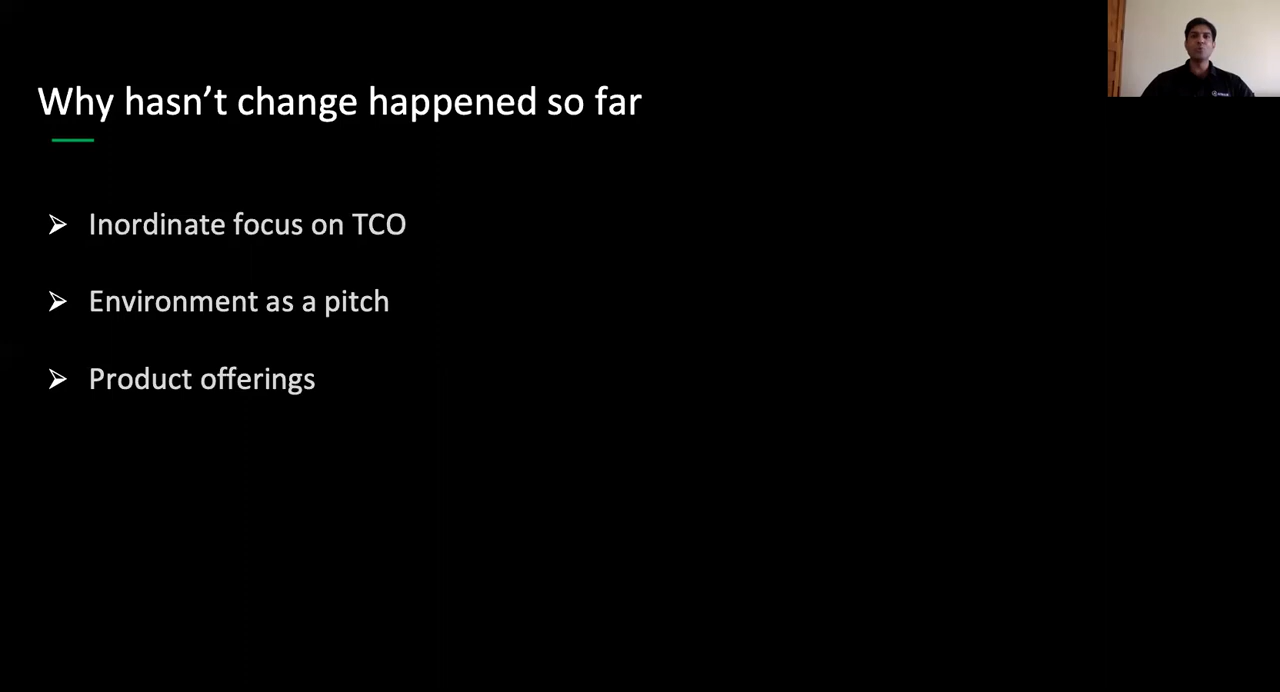 Why hasn’t change happened so far
Inordinate focus on TCO
Environment as a pitch
Product offerings